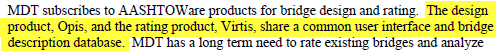 MDT subscribes to AASHTOWare products for bridge design and rating.  The design
product, Opis, and the rating product, Virtis, share a common user interface and bridge
description database.  MDT has a long term need to rate existing bridges and analyze